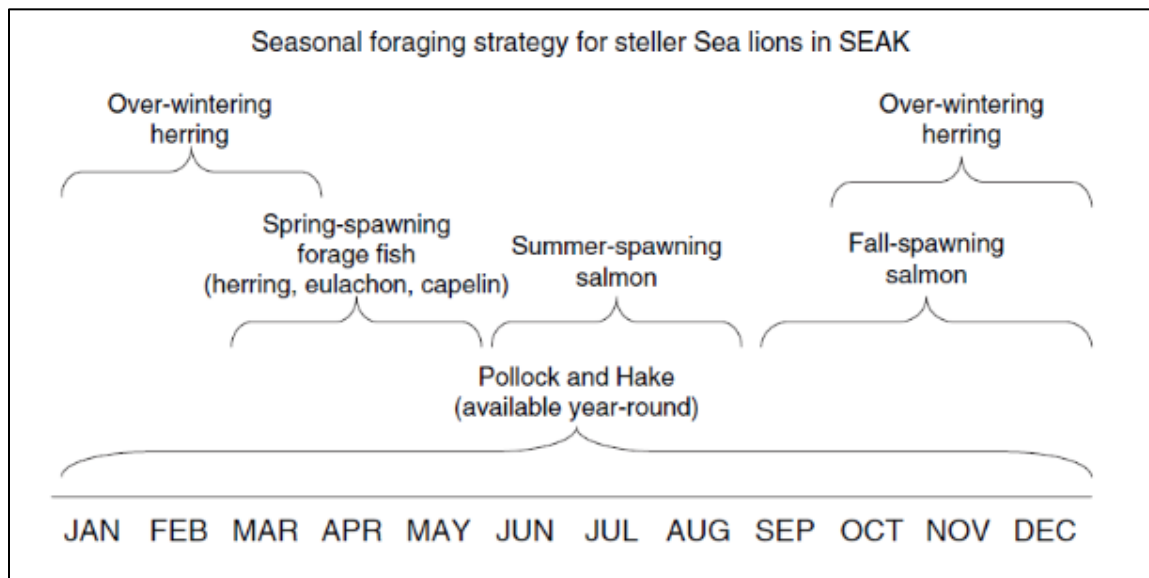 Seasonal foraging strategy for steller Sea lions in SEAK
Over-wintering
herring
Over-wintering
herring
Spring-spawning
forage fish
(herring, eulachon, capelin)
Summer-spawning
salmon
Fall-spawning
salmon
Pollock and Hake
(available year-round)
JAN FEB MAR APR MAY JUN JUL AUG SEP OCT NOV DEC